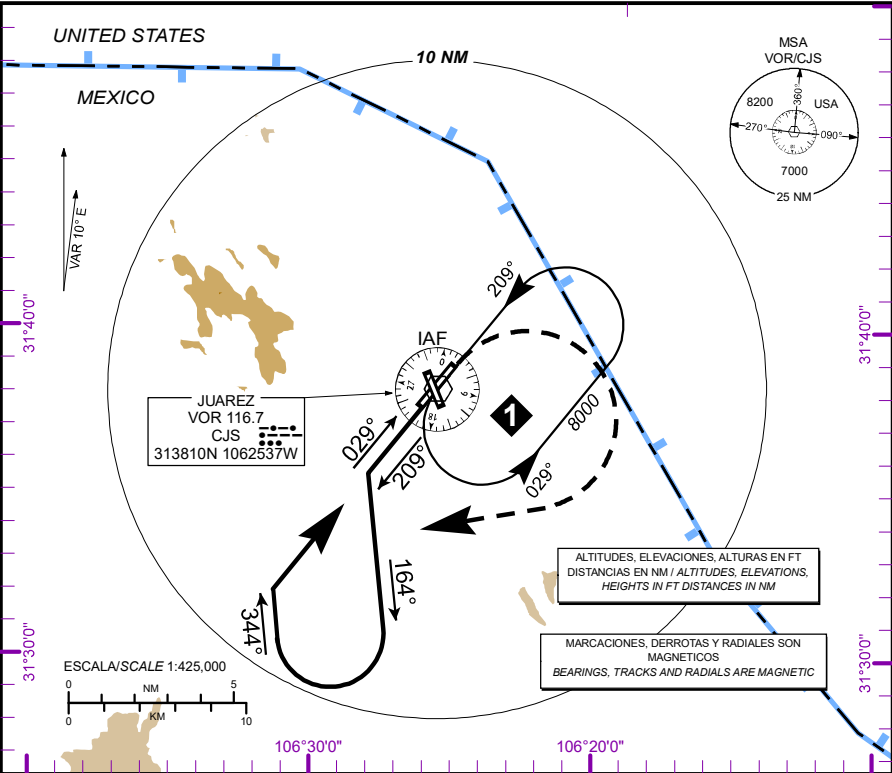 UNITED STATES
MEXICO
10 NM
MSA
VOR/CJS
8200
USA
360°
270°
090°
7000
25 NM
VAR 10° E
31°40'0"
31°40'0"
209°
IAF
0
9
18
27
JUAREZ
VOR 116.7
CJS
313810N 1062537W
029°
209°
1
8000
029°
164°
344°
ALTITUDES, ELEVACIONES, ALTURAS EN FT
DISTANCIAS EN NM / ALTITUDES, ELEVATIONS,
HEIGHTS IN FT DISTANCES IN NM
MARCACIONES, DERROTAS Y RADIALES SON
MAGNETICOS
BEARINGS, TRACKS AND RADIALS ARE MAGNETIC
31°30'0"
31°30'0"
ESCALA/SCALE 1:425,000
0 NM 5
0 KM 10
106°30'0"
106°20'0"